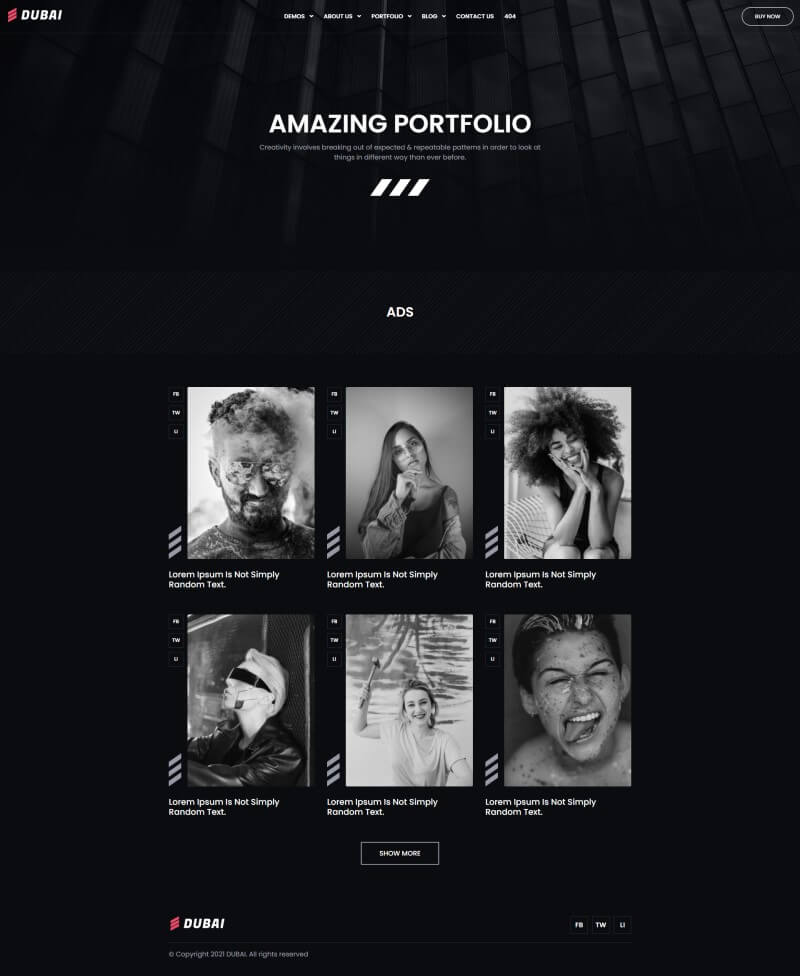 DUBAI
DEMOS ABOUT US PORTFOLIO BLOG CONTACT US 404
BUY NOW
AMAZING PORTFOLIO
Creativity involves breaking out of expected & repeatable patterns in order to look at
things in different way than ever before.
ADS
FB
TW
LI
Lorem Ipsum Is Not Simply
Random Text.
FB
TW
LI
Lorem Ipsum Is Not Simply
Random Text.
FB
TW
LI
Lorem Ipsum Is Not Simply
Random Text.
FB
TW
LI
Lorem Ipsum Is Not Simply
Random Text.
FB
TW
LI
Lorem Ipsum Is Not Simply
Random Text.
FB
TW
LI
Lorem Ipsum Is Not Simply
Random Text.
SHOW MORE
DUBAI
FB TW LI
© Copyright 2021 DUBAI. All rights reserved